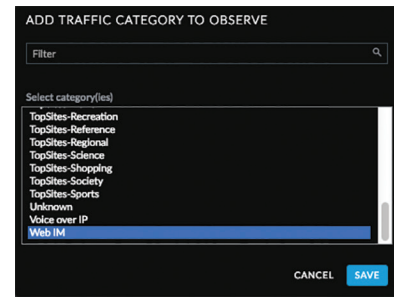 ADD TRAFFIC CATEGORY TO OBSERVE
Filter
Select category(ies)
TopSites-Recreation
TopSites-Reference
TopSites-Regional
TopSites-Science
TopSites-Shopping
TopSites-Society
TopSites-Sports
Unknown
Voice over IP
Web IM
CANCEL SAVE